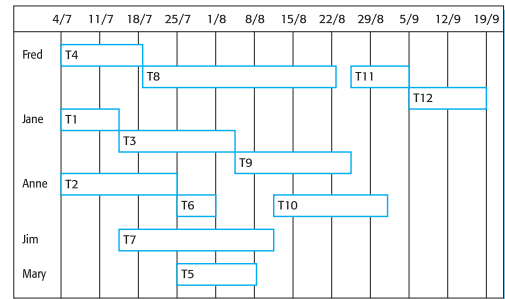 4/7 11/7 18/7 25/7 1/8 8/8 15/8 22/8 29/8 5/9 12/9 19/9
Fred T4
T8 T11
T12
Jane T1
T3
T9
Anne T2
T6 T10
Jim T7
Mary T5